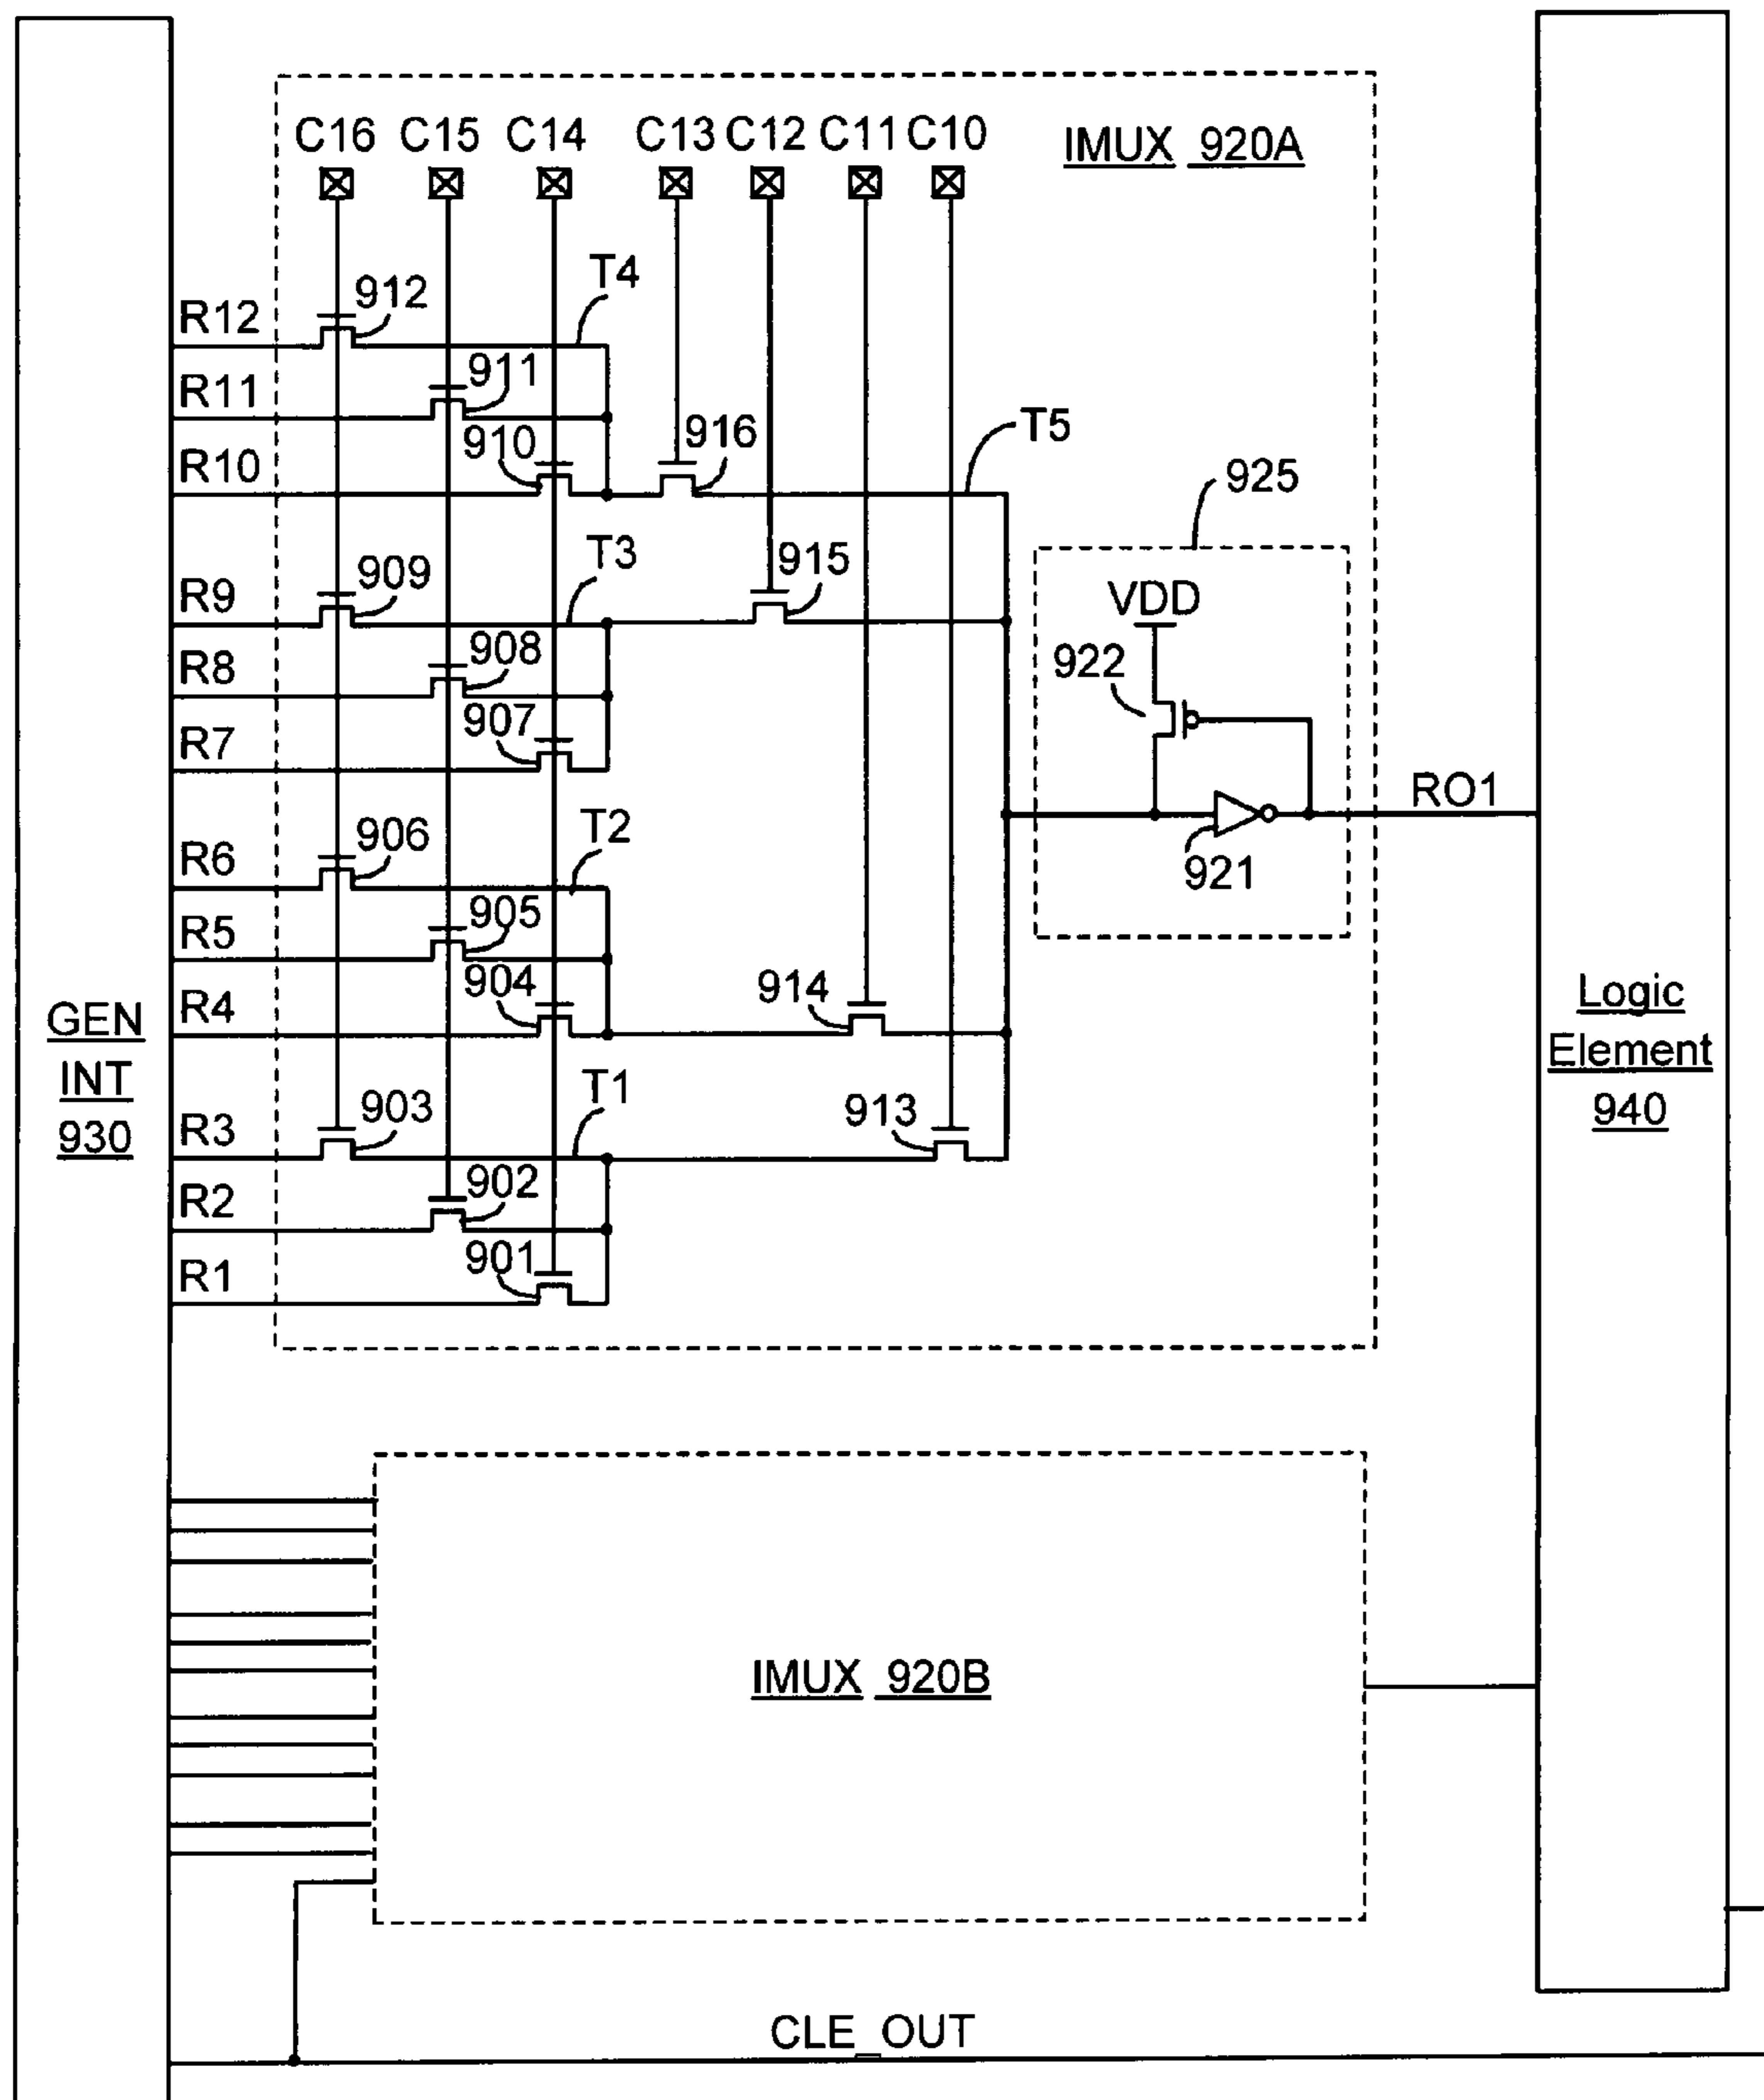 C16 C15 C14 C13 C12 C11 C10
IMUX 920A
T4
912
R12
911
R11
T5
910
916
R10
925
T3
915
909
R9
VDD
908
922
R8
907
R7
RO1
T2
906
R6
921
905
R5
904
914
R4
GEN
INT
930
Logic
Element
940
T1
903
913
R3
902
R2
901
R1
IMUX 920B
CLE_OUT